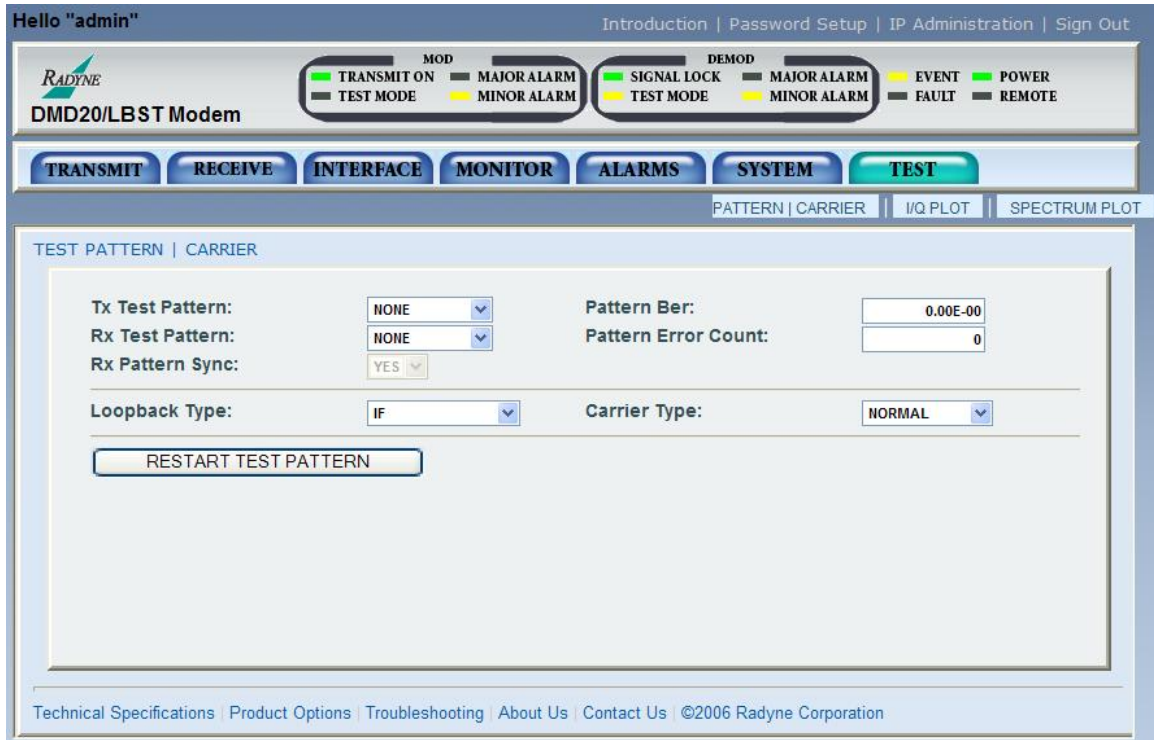 Hello "admin"
Introduction | Password Setup | IP Administration | Sign Out
RADYNE
DMD20/LBST Modem
MOD
TRANSMIT ON MAJOR ALARM
TEST MODE MINOR ALARM
DEMOD
SIGNAL LOCK MAJOR ALARM
TEST MODE MINOR ALARM
EVENT POWER
FAULT REMOTE
TRANSMIT RECEIVE INTERFACE MONITOR ALARMS SYSTEM TEST
PATTERN | CARRIER | I/Q PLOT | SPECTRUM PLOT
TEST PATTERN | CARRIER
Tx Test Pattern: NONE Pattern Ber: 0.00E-00
Rx Test Pattern: NONE Pattern Error Count: 0
Rx Pattern Sync: YES
Loopback Type: IF Carrier Type: NORMAL
RESTART TEST PATTERN
Technical Specifications | Product Options | Troubleshooting | About Us | Contact Us | ©2006 Radyne Corporation